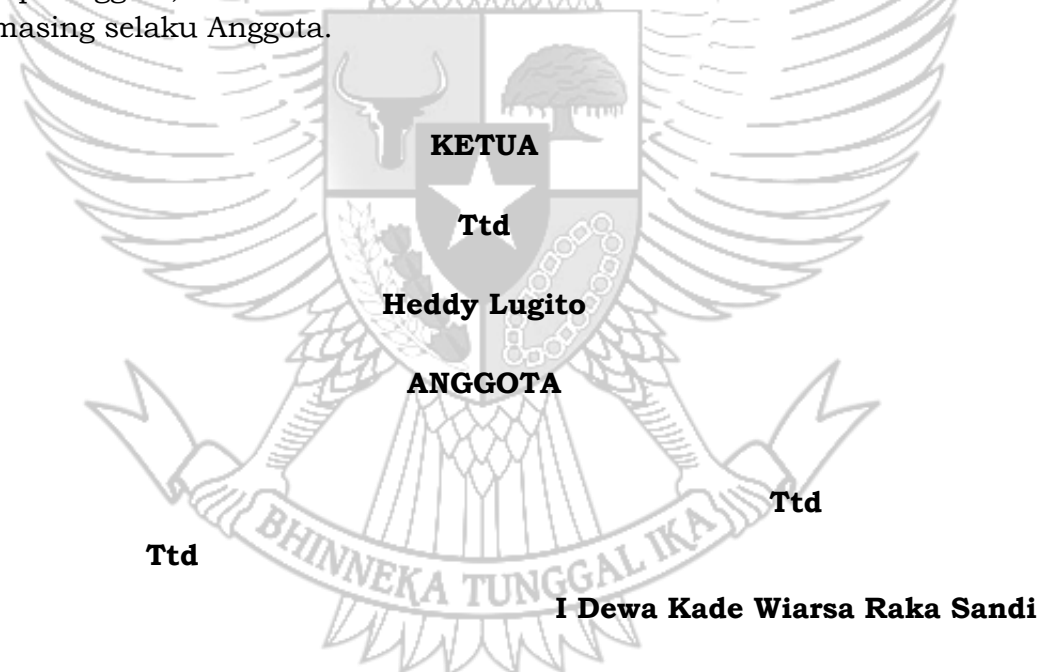 masing selaku Anggota.
KETUA
Ttd
Heddy Lugito
ANGGOTA
Ttd
Ttd
I Dewa Kade Wiarsa Raka Sandi
BHINNEKA TUNGGAL IKA